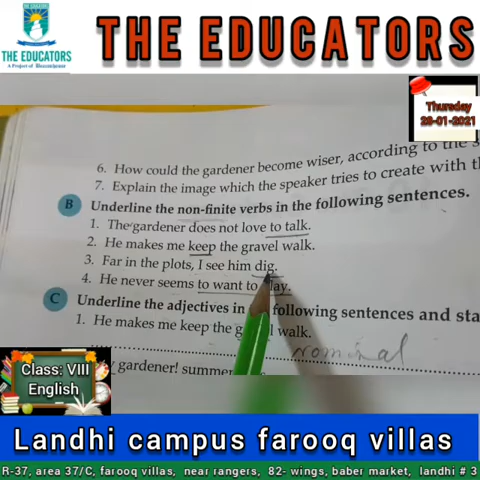 THE EDUCATORS
THE EDUCATORS
A Project of Beaconhouse
Thursday
28-01-2021
6. How could the gardener become wiser, according to the s
7. Explain the image which the speaker tries to create with th
B Underline the non-finite verbs in the following sentences.
1. The gardener does not love to talk.
2. He makes me keep the gravel walk.
3. Far in the plots, I see him dig.
4. He never seems to want to lay.
C Underline the adjectives in following sentences and sta
1. He makes me keep the g l walk.
nominal
gardener! summer
Class: VIII
English
Landhi campus farooq villas
R-37, area 37/C, farooq villas, near rangers, 82- wings, baber market, landhi # 3